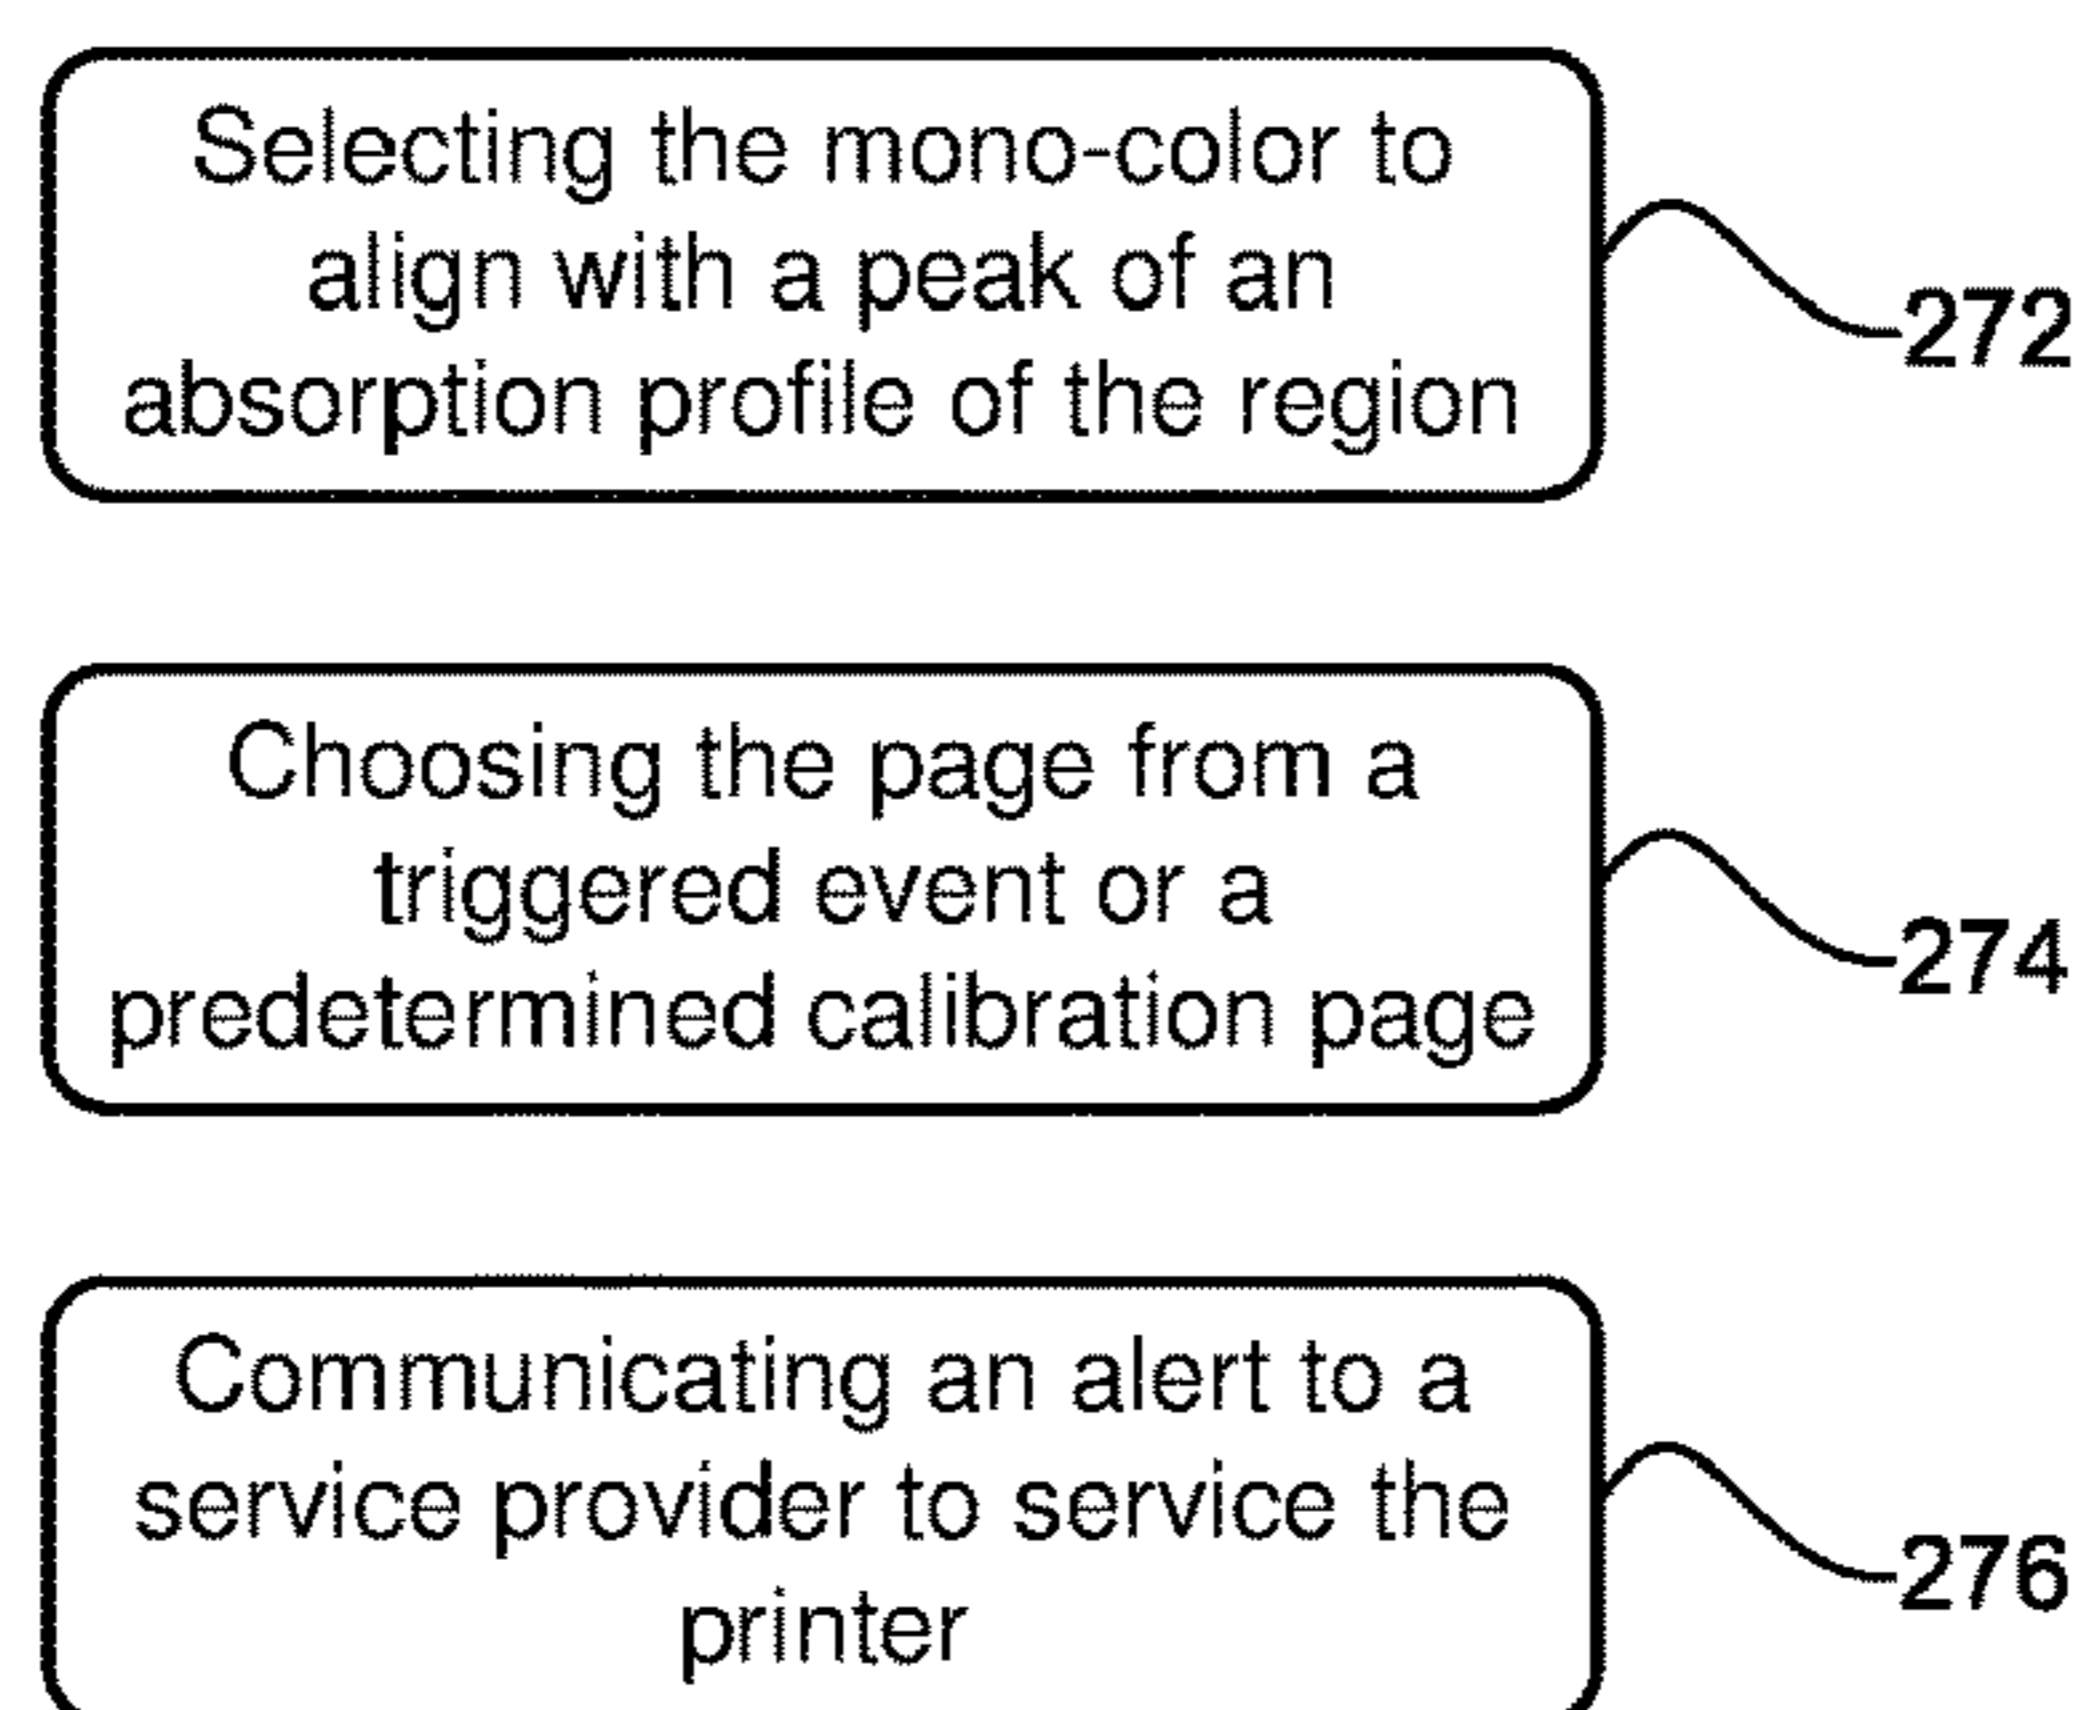 Selecting the mono-color to
align with a peak of an
absorption profile of the region
272
Choosing the page from a
triggered event or a
predetermined calibration page
274
Communicating an alert to a
service provider to service the
printer
276